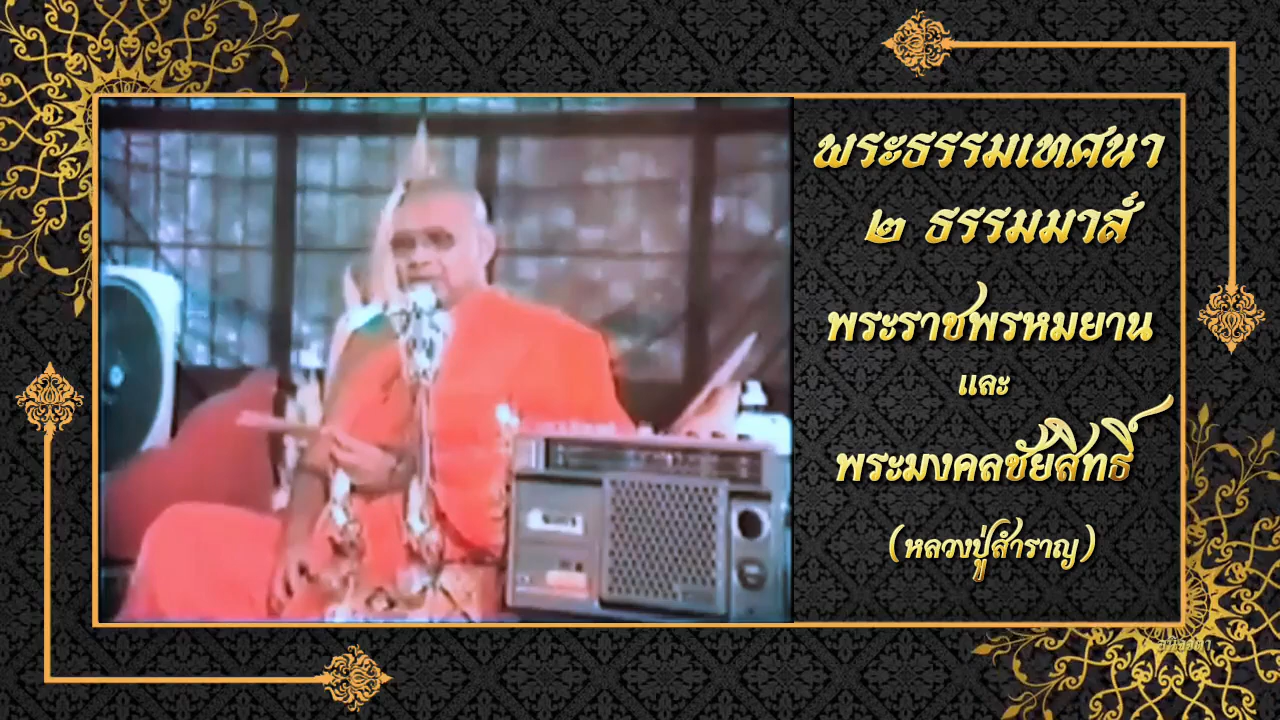 พระธรรมเทศนา
๒ ธรรมมาส์
พระราชพรหมยาน
และ
พระมงคลชัยสิทธิ์
(หลวงปู่สำราญ)